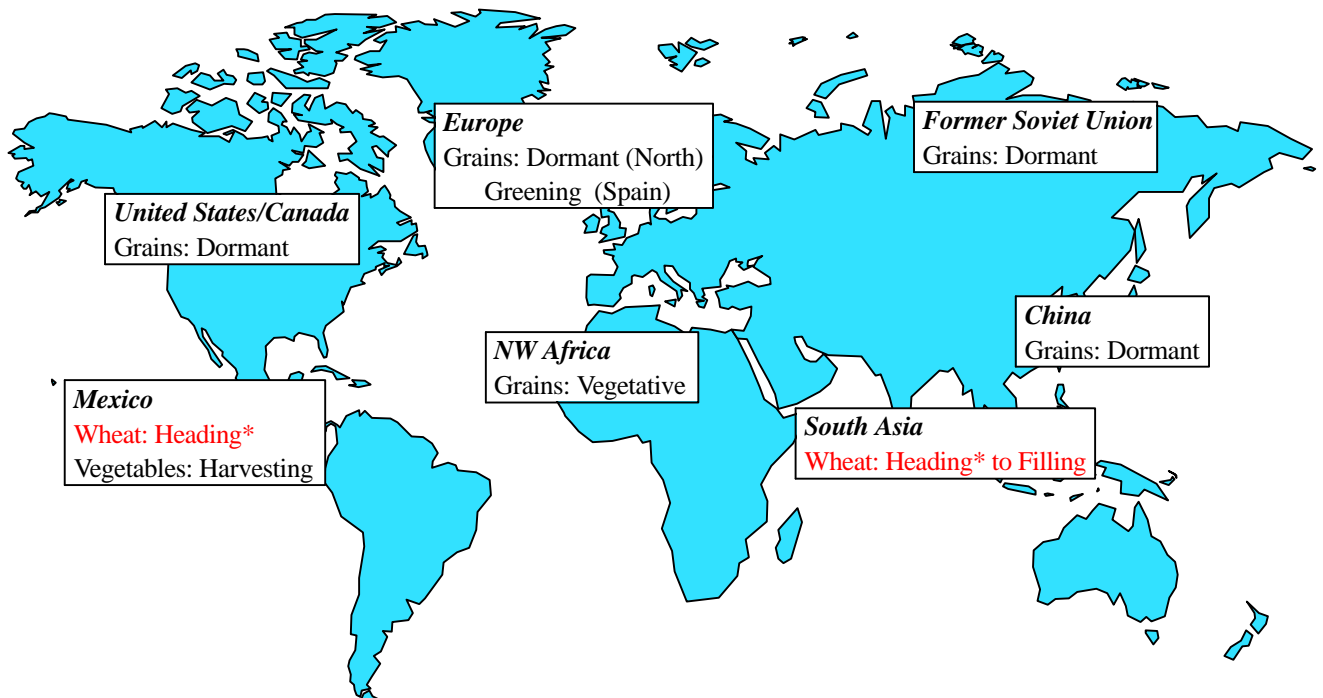 Europe
Grains: Dormant (North)
Greening (Spain)
Former Soviet Union
Grains: Dormant
United States/Canada
Grains: Dormant
China
Grains: Dormant
NW Africa
Grains: Vegetative
Mexico
Wheat: Heading*
Vegetables: Harvesting
South Asia
Wheat: Heading* to Filling